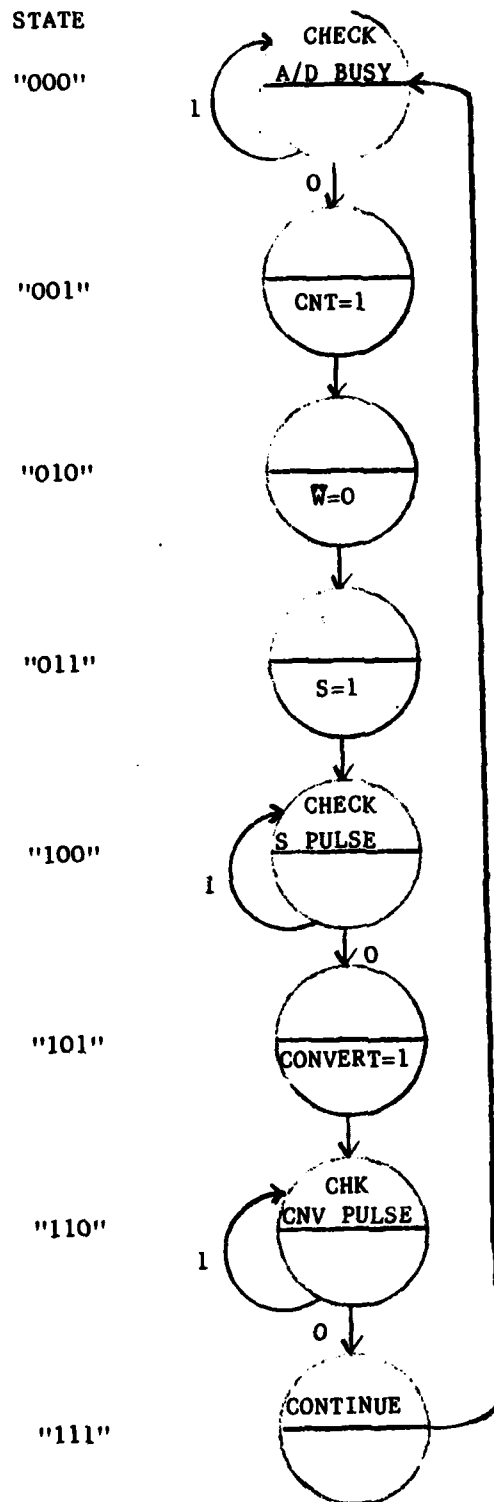 STATE
CHECK
"000"
A/D BUSY
1
0
"001"
CNT=1
"010"
W̅=0
"011"
S=1
CHECK
"100"
S PULSE
1
0
"101"
CONVERT=1
CHK
"110"
CNV PULSE
1
0
CONTINUE
"111"